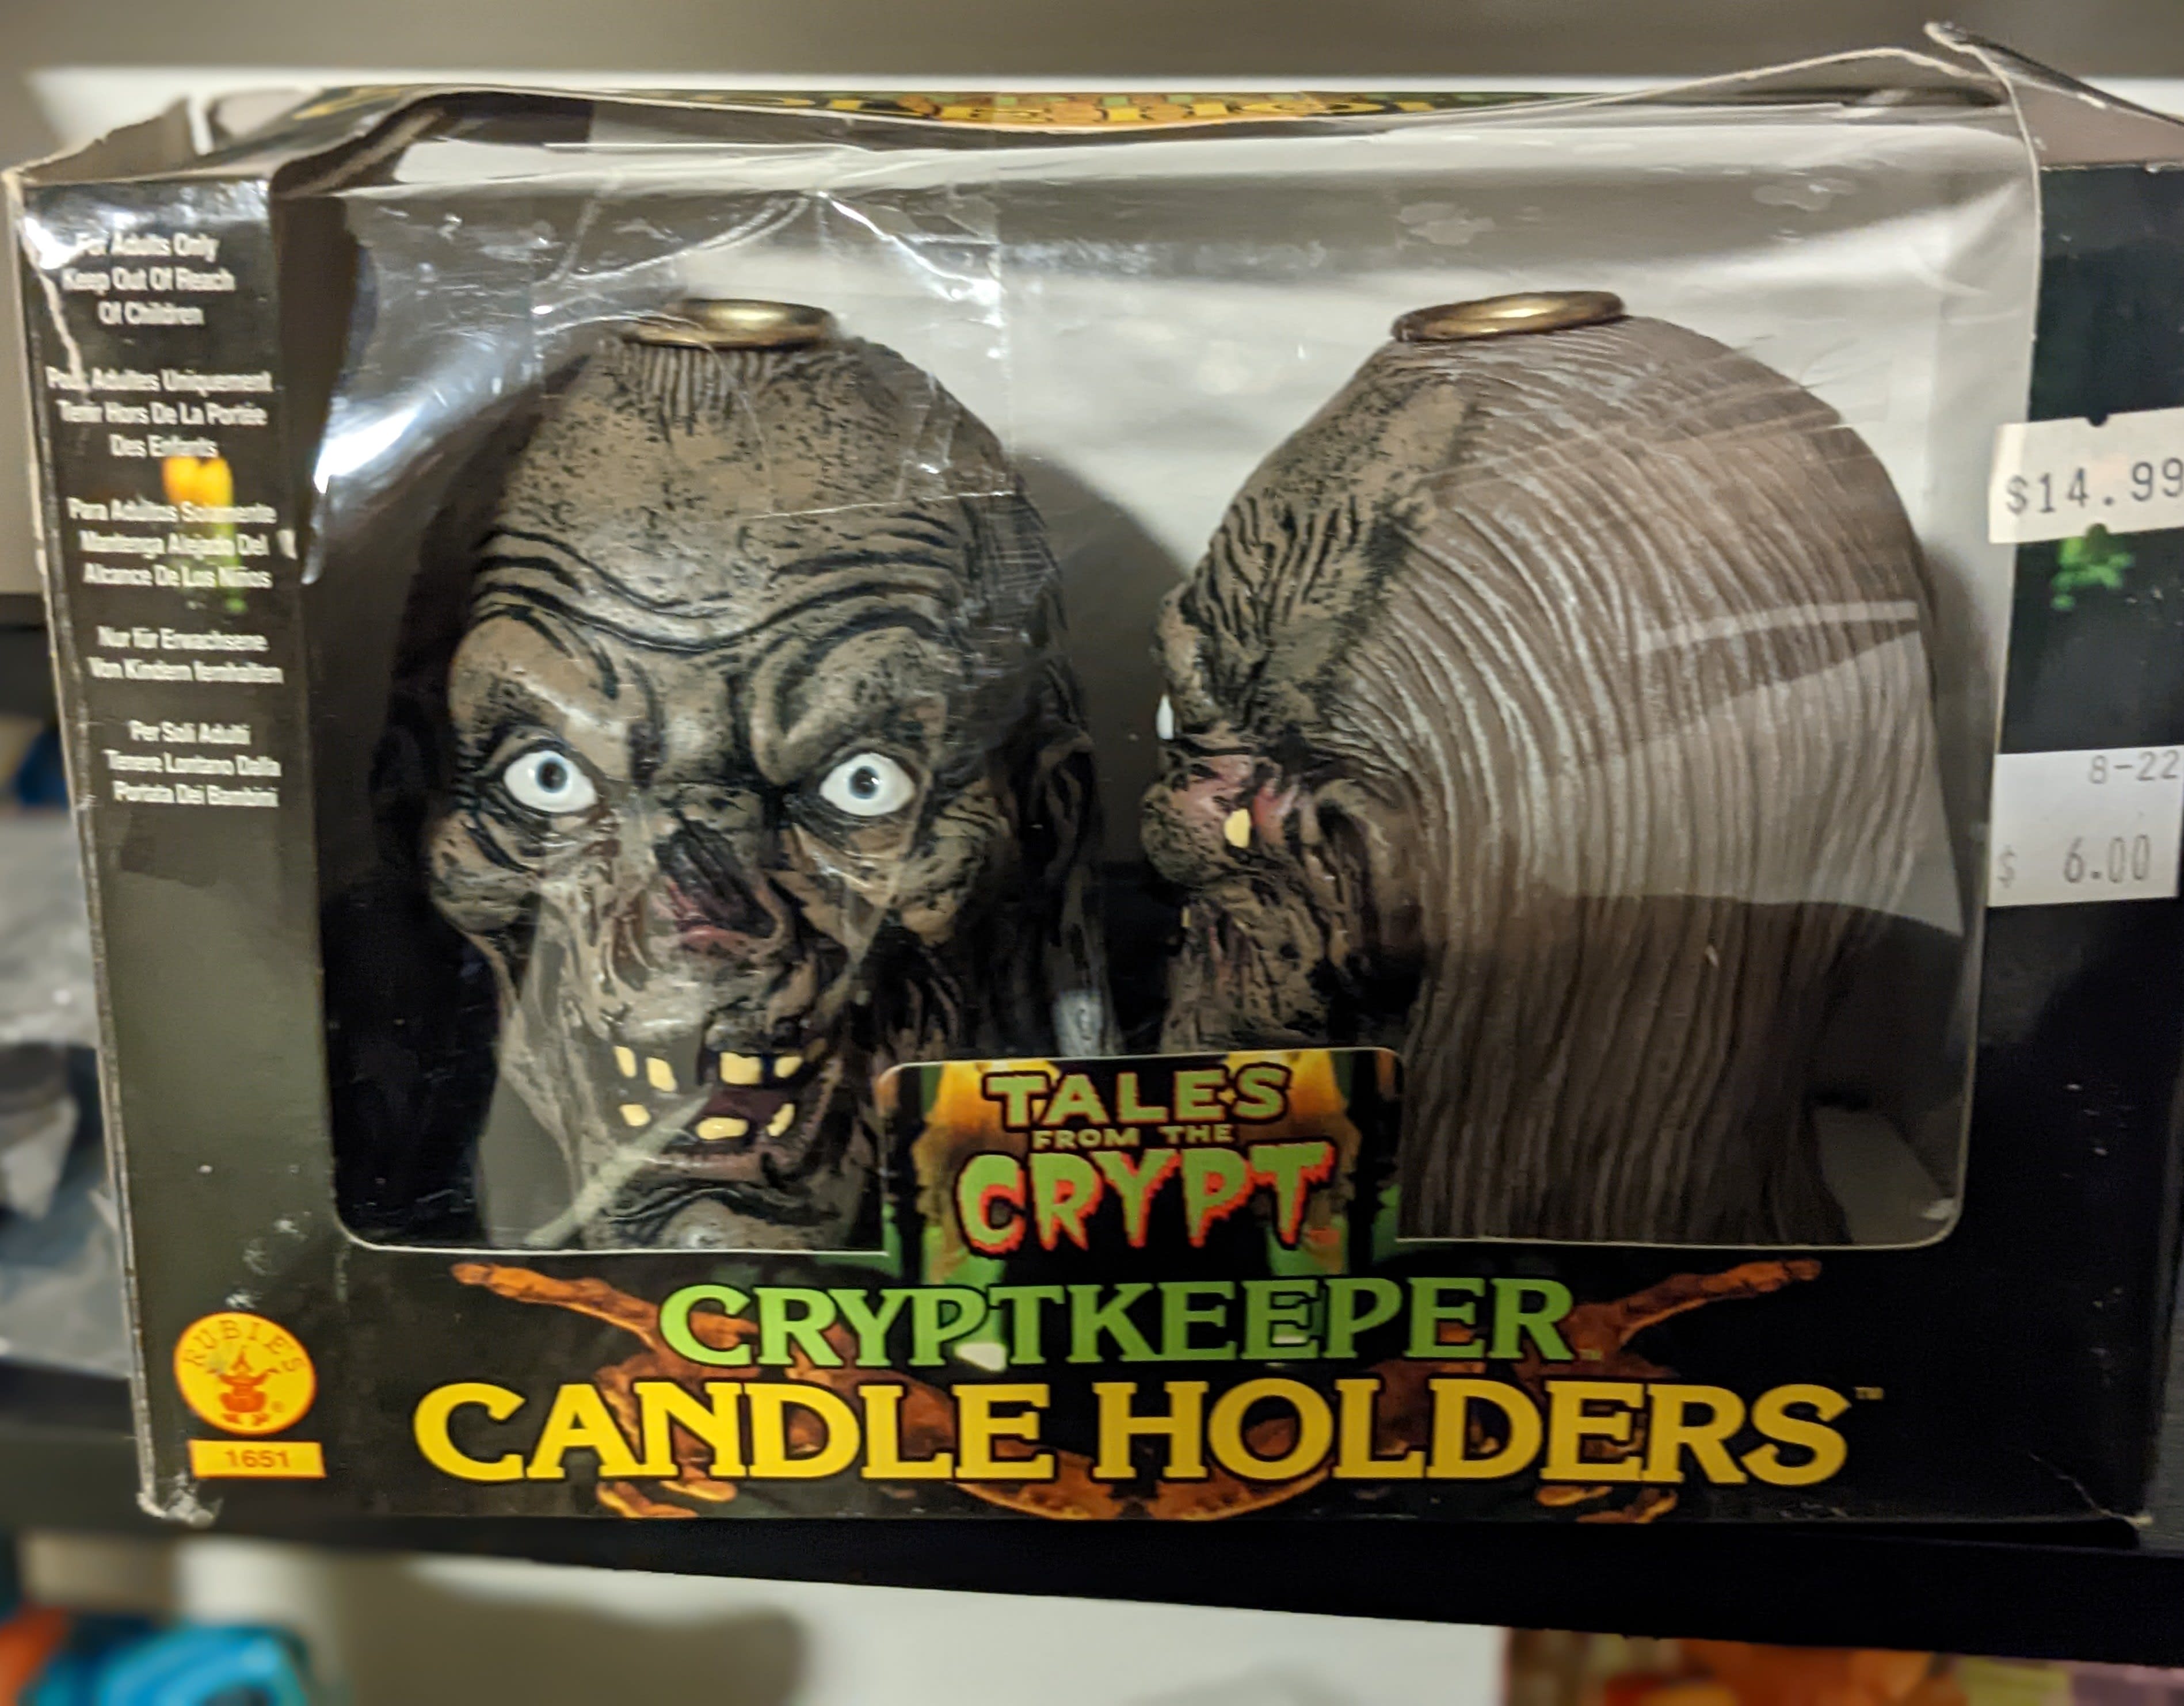 For Adults Only
Keep Out Of Reach
Of Children
Pour Adultes Uniquement
Tenir Hors De La Portée
Des Enfants
Para Adultos Solamente
Mantenga Alejado Del
Alcance De Los Niños
Nur für Erwachsene
Von Kindern fernhalten
Per Soli Adulti
Tenere Lontano Dalla
Portata Dei Bambini
$14.99
8-22
$ 6.00
TALES
FROM THE
CRYPT
CRYPTKEEPER
CANDLE HOLDERS™
RUBIES
®
1651